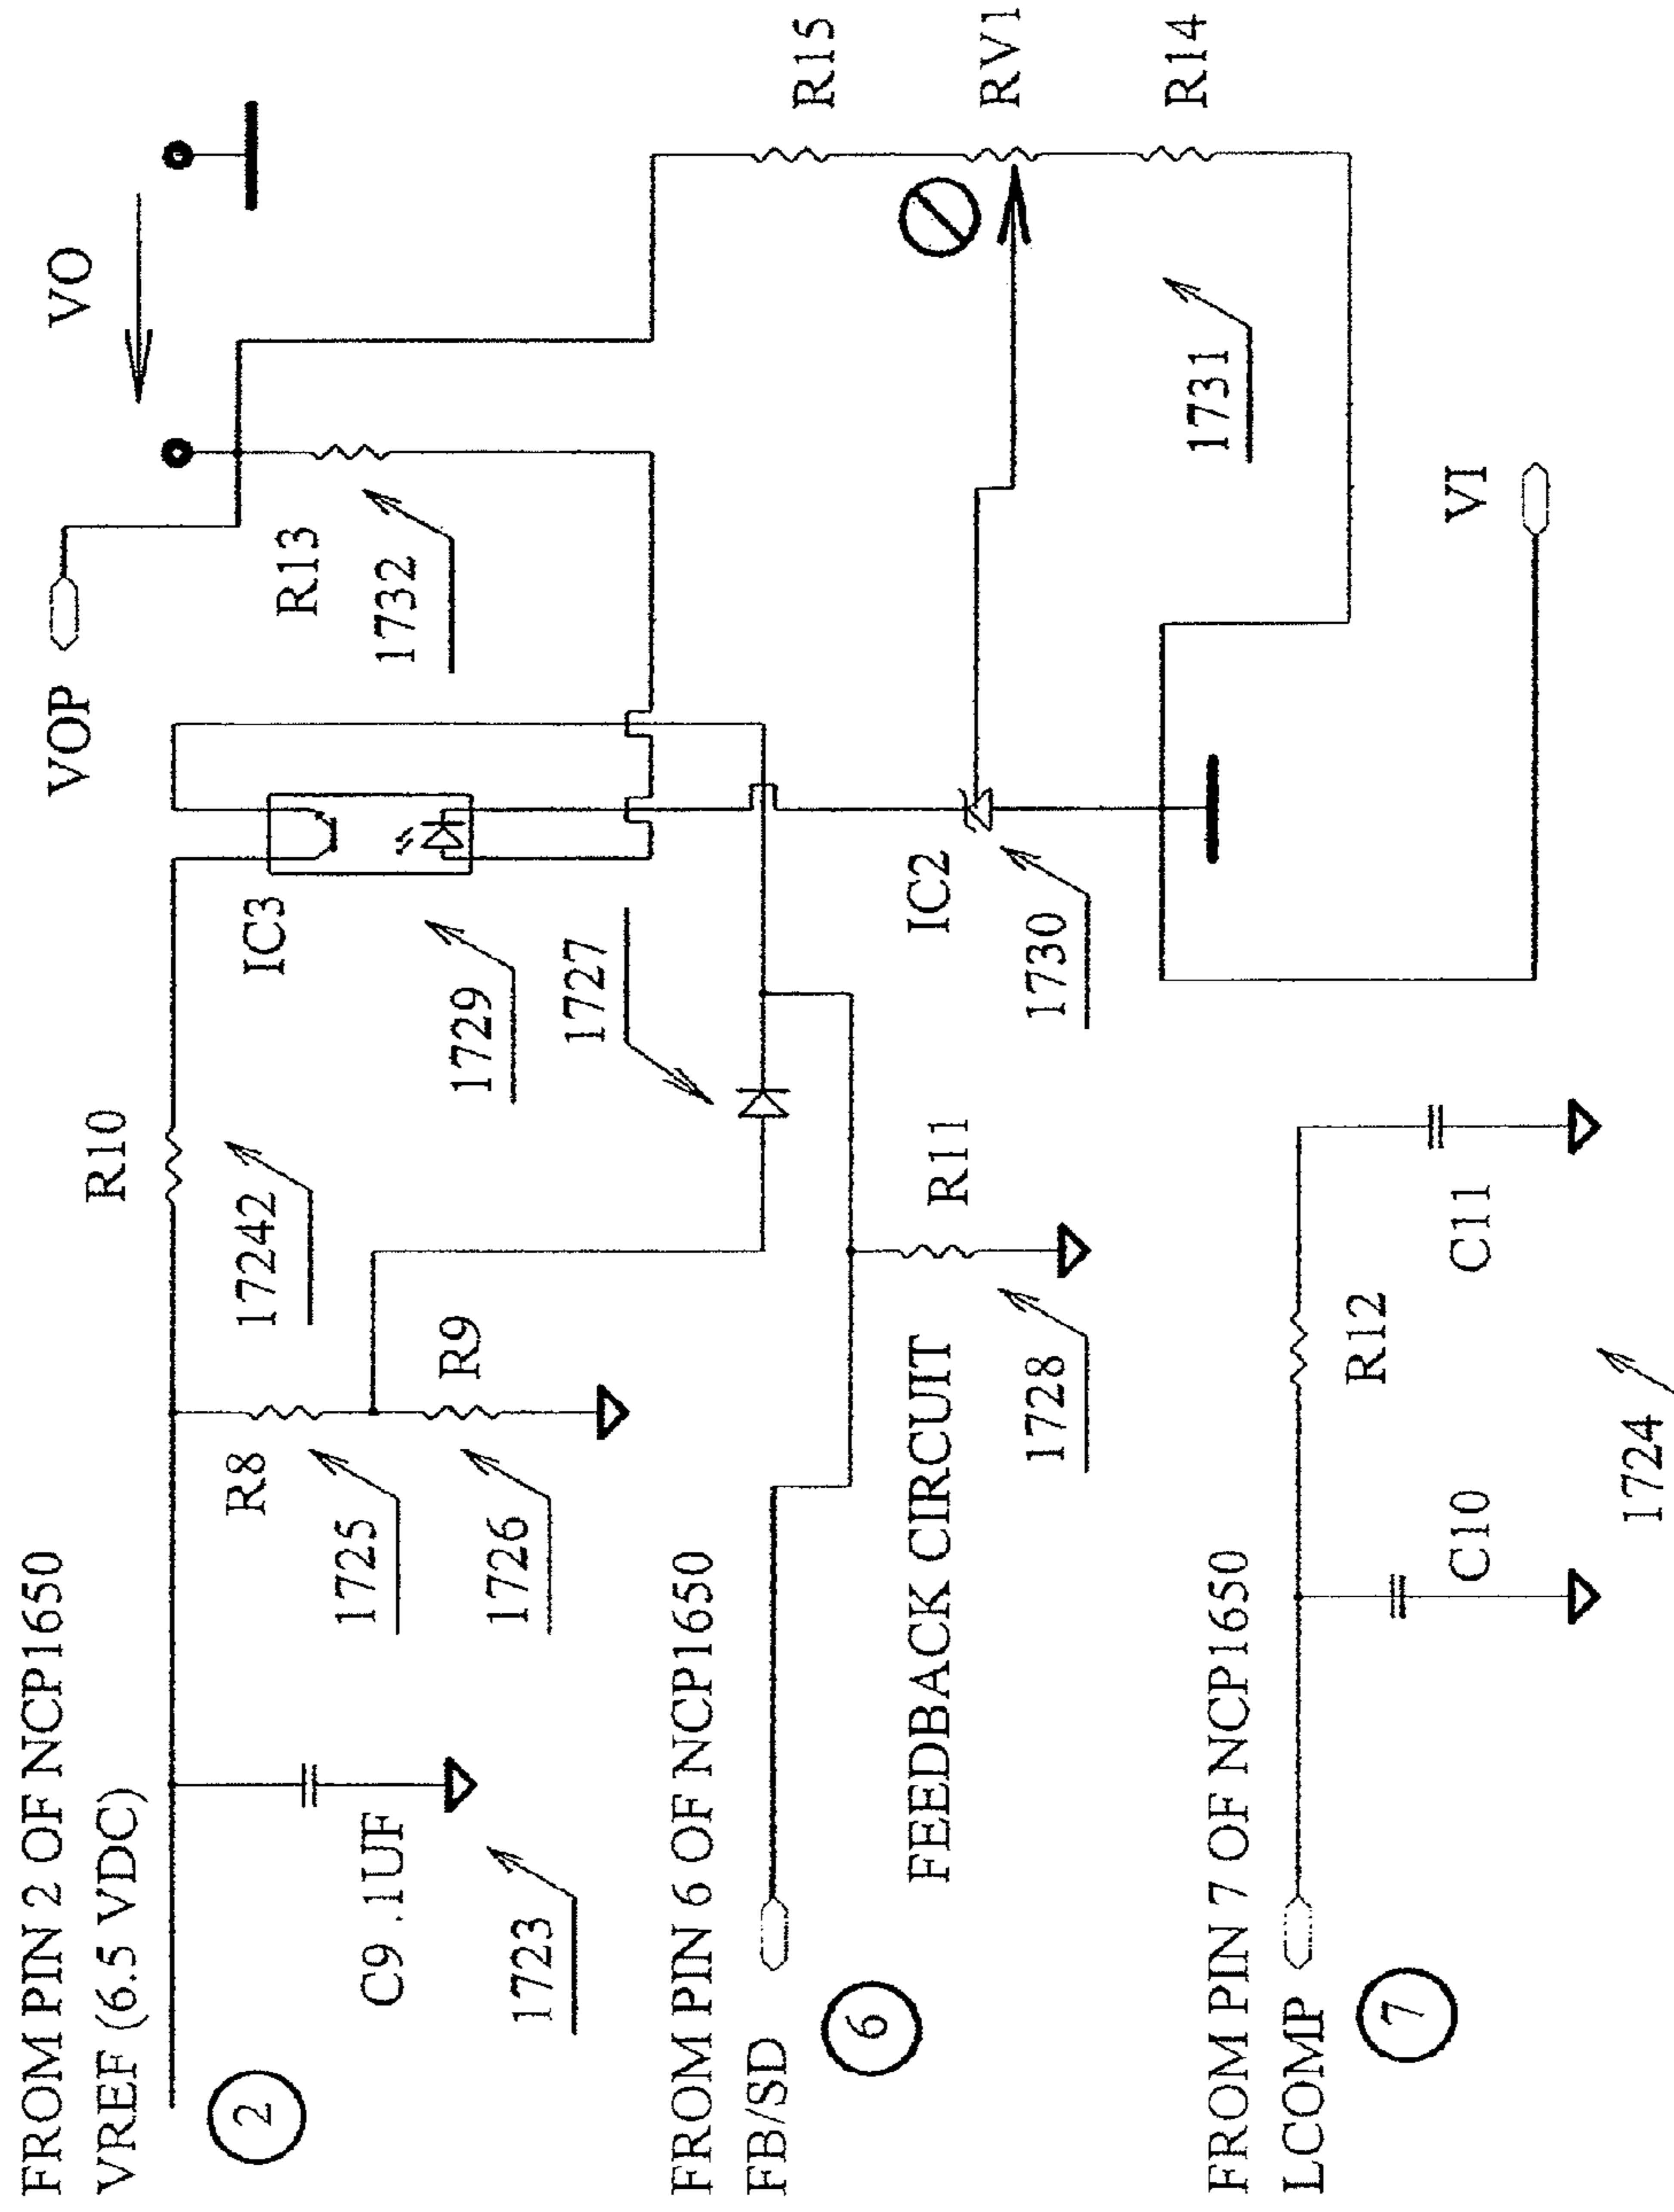 FROM PIN 2 OF NCP1650
VREF (6.5 VDC)
2
C9 .1UF
1723
R8
1725
R9
1726
R10
17242
IC3
1729
1727
VOP
VO
R13
1732
R15
RV1
R14
1731
FROM PIN 6 OF NCP1650
FB/SD
6
FEEDBACK CIRCUIT
R11
1728
IC2
1730
VI
FROM PIN 7 OF NCP1650
LCOMP
7
C10
R12
C11
1724